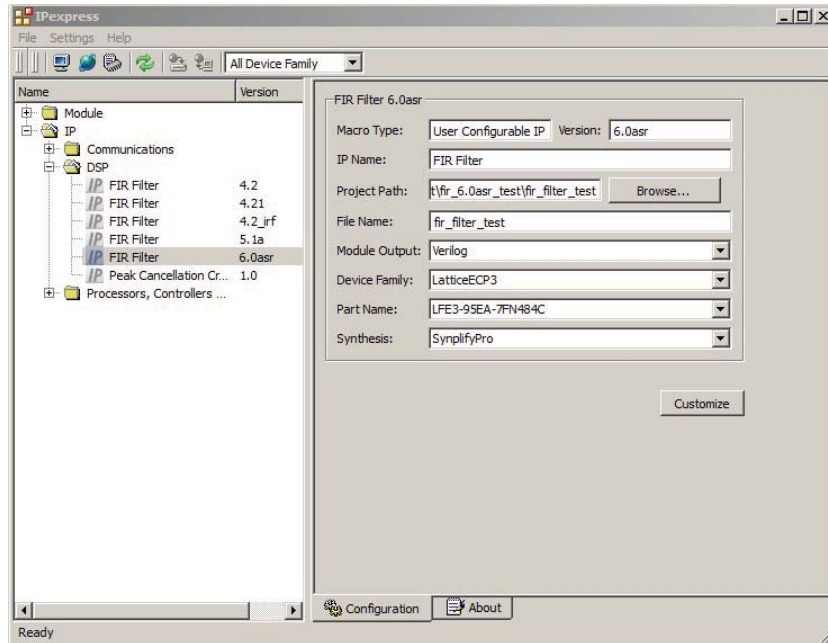 IPexpress
File Settings Help
All Device Family
Name Version
Module
IP
Communications
DSP
FIR Filter 4.2
FIR Filter 4.21
FIR Filter 4.2_irf
FIR Filter 5.1a
FIR Filter 6.0asr
Peak Cancellation Cr... 1.0
Processors, Controllers ...
FIR Filter 6.0asr
Macro Type: User Configurable IP Version: 6.0asr
IP Name: FIR Filter
Project Path: t\fir_6.0asr_test\fir_filter_test Browse...
File Name: fir_filter_test
Module Output: Verilog
Device Family: LatticeECP3
Part Name: LFE3-95EA-7FN484C
Synthesis: SynplifyPro
Customize
Configuration About
Ready